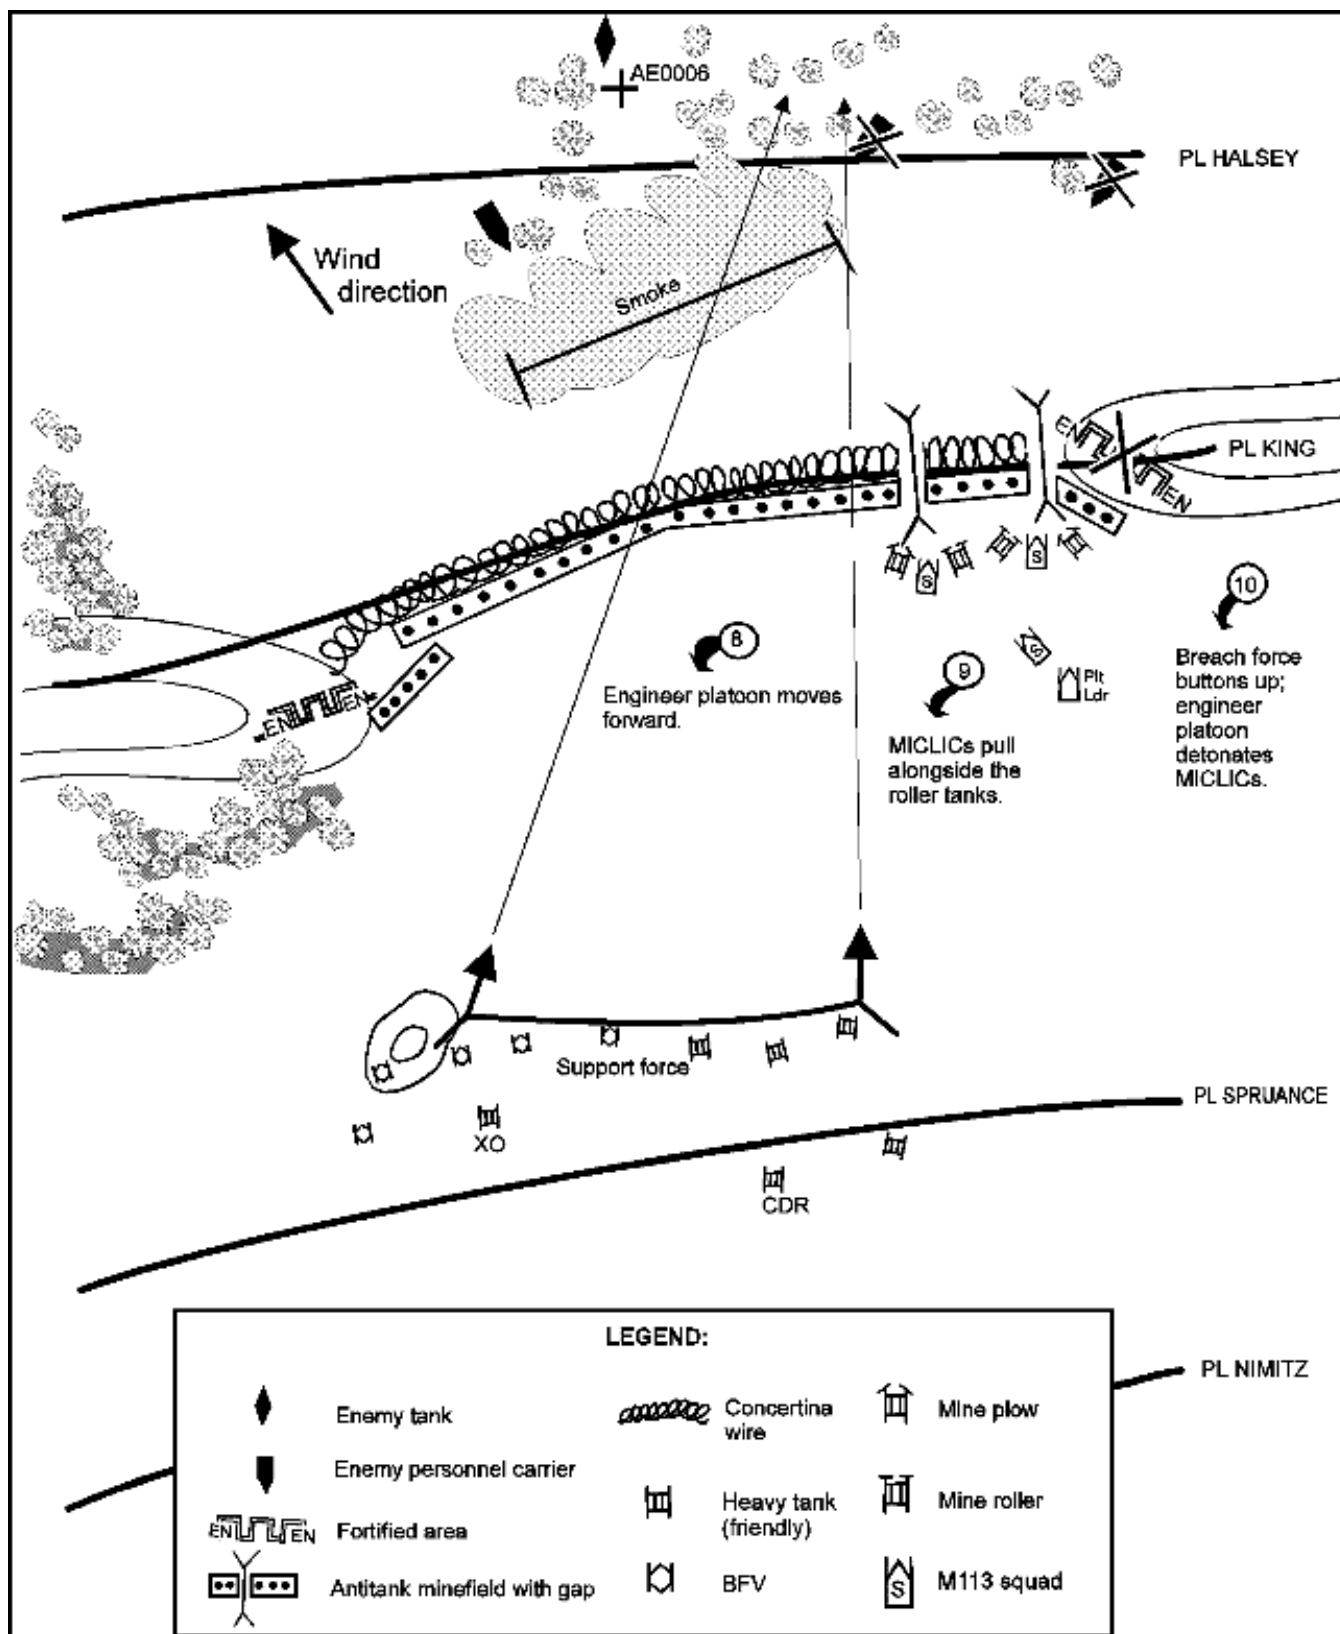 AE0006
PL HALSEY
Wind
direction
Smoke
EN
EN
PL KING
S
S
8
Engineer platoon moves
forward.
9
MICLICs pull
alongside the
roller tanks.
S
Plt
Ldr
10
Breach force
buttons up;
engineer
platoon
detonates
MICLICs.
EN
EN
Support force
XO
PL SPRUANCE
CDR
PL NIMITZ
LEGEND:
Enemy tank
Enemy personnel carrier
EN EN Fortified area
Antitank minefield with gap
Concertina
wire
Heavy tank
(friendly)
BFV
Mine plow
Mine roller
S M113 squad